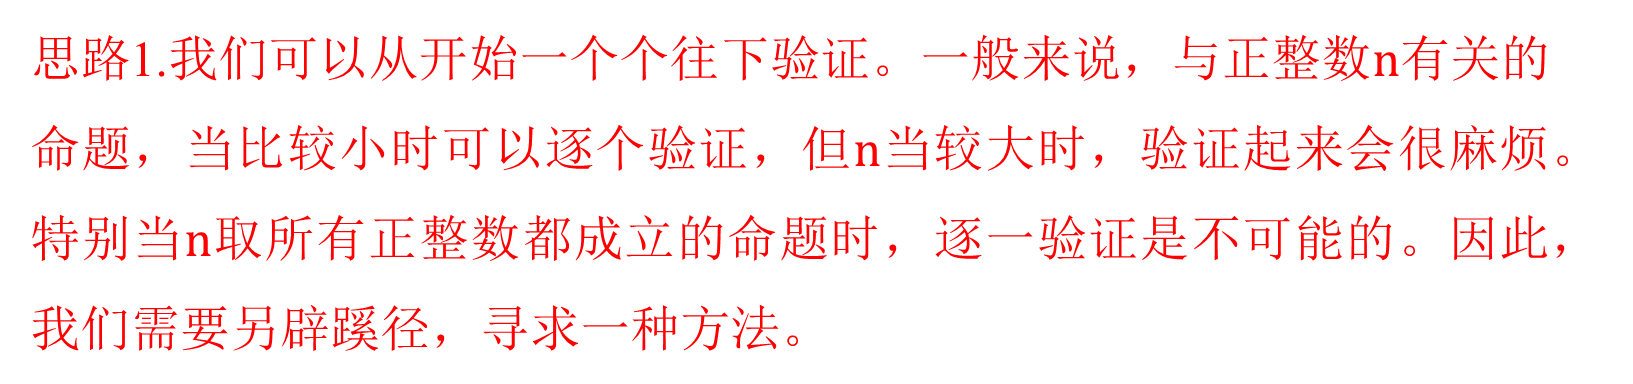 思路1.我们可以从开始一个个往下验证。一般来说，与正整数n有关的
命题，当比较小时可以逐个验证，但n当较大时，验证起来会很麻烦。
特别当n取所有正整数都成立的命题时，逐一验证是不可能的。因此，
我们需要另辟蹊径，寻求一种方法。